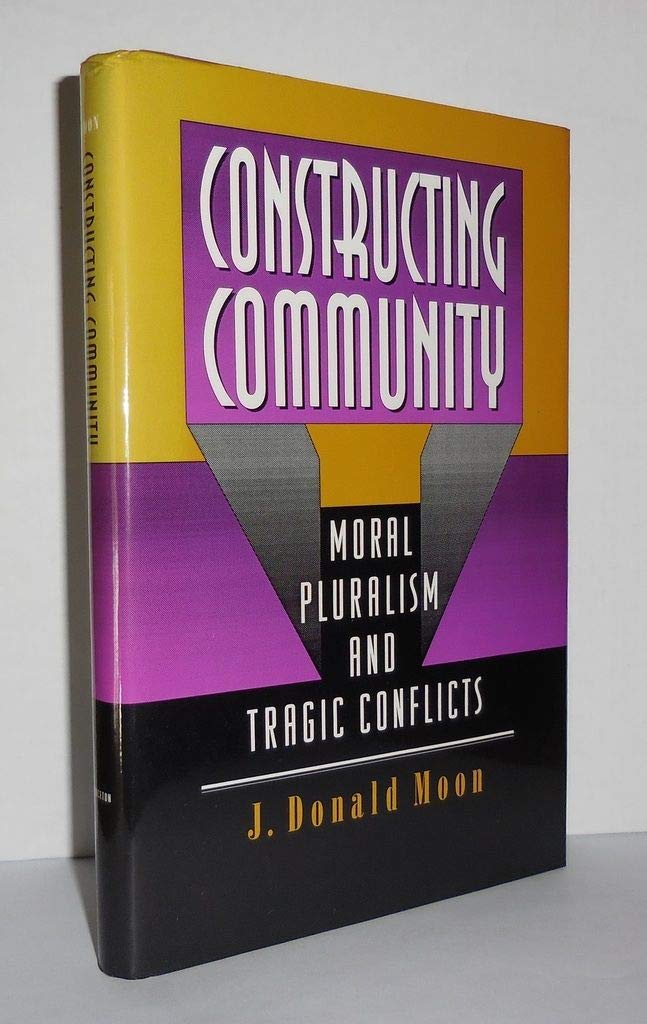 CONSTRUCTING
COMMUNITY
MORAL
PLURALISM
AND
TRAGIC CONFLICTS
J. Donald Moon
CONSTRUCTING COMMUNITY